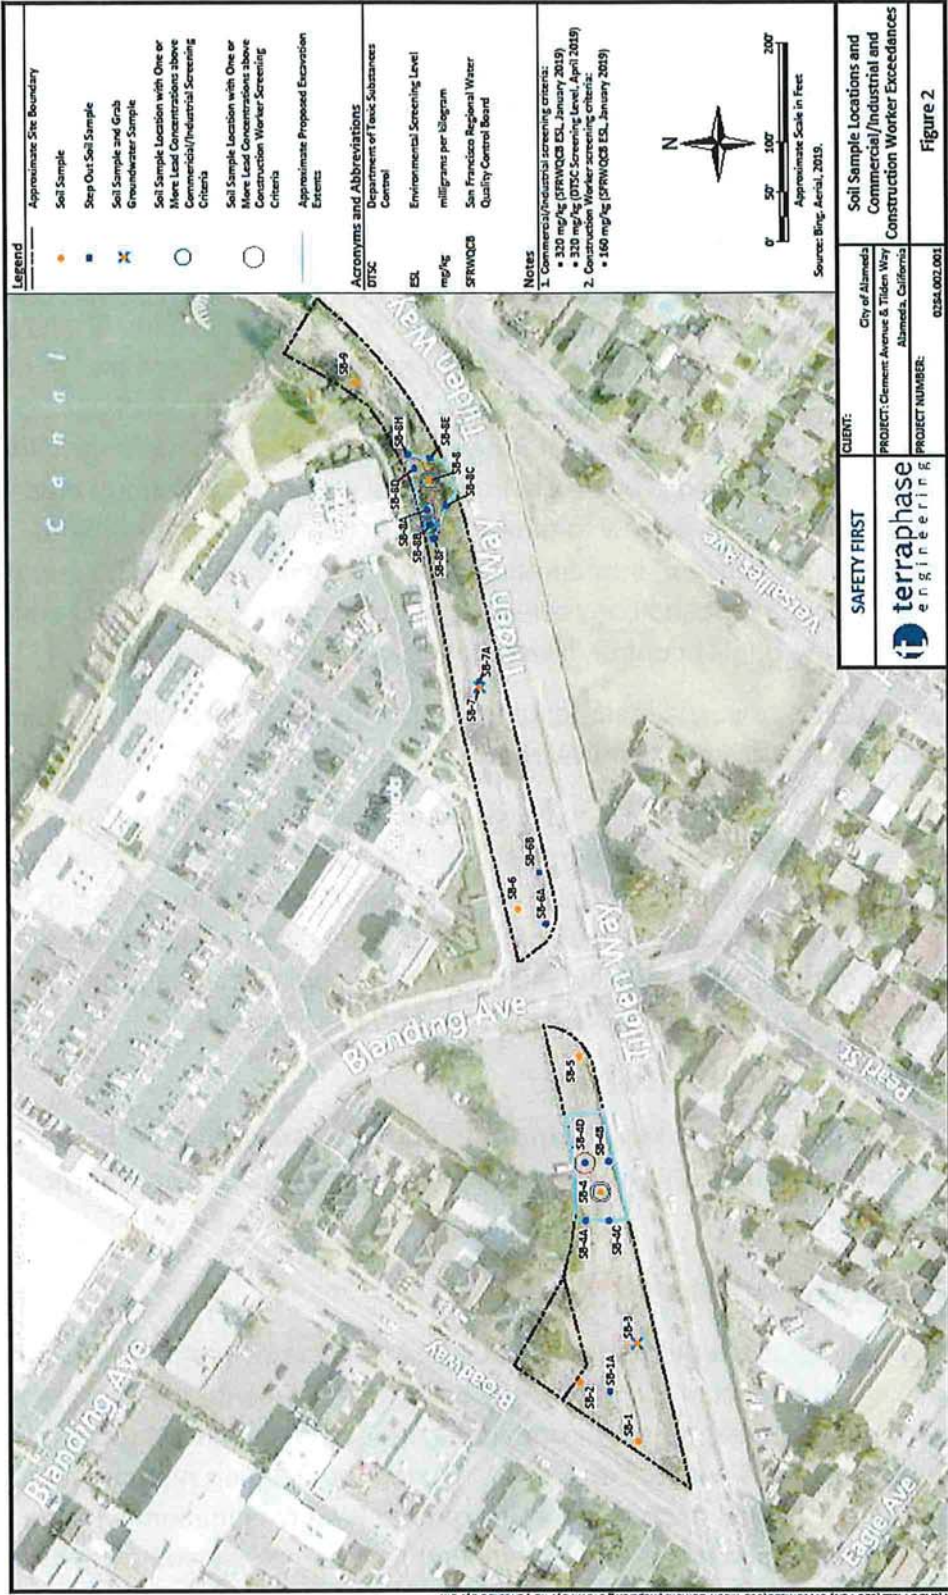 Legend
Approximate Site Boundary
Soil Sample
Step Out Soil Sample
Soil Sample and Grab
Groundwater Sample
Soil Sample Location with One or
More Lead Concentrations above
Commericial/Industrial Screening
Criteria
Soil Sample Location with One or
More Lead Concentrations above
Construction Worker Screening
Criteria
Approximate Proposed Excavation
Extents
Acronyms and Abbreviations
DTSC Departments of Toxic Substances
Control
ESL Environmental Screening Level
mg/kg milligrams per kilogram
SFRWQCB San Francisco Regional Water
Quality Control Board
Notes
1. Commercial/Industrial screening criteria:
• 320 mg/kg (SFRWQCB ESL, January 2019)
• 320 mg/kg (DTSC Screening Level, April 2019)
2. Construction Worker screening criteria:
• 160 mg/kg (SFRWQCB ESL, January 2019)
N
0' 50' 100' 200'
Approximate Scale in Feet
Source: Bing. Aerial, 2019.
Canal
Blanding Ave
Blanding Ave
Broadway
Tilden Way
Tilden Way
Tilden Way
Versailles Ave
Pearl St
Eagle Ave
SB-1
SB-2
SB-1A
SB-3
SB-4A
SB-4C
SB-4
SB-4D
SB-4B
SB-5
SB-6
SB-6A
SB-6B
SB-7
SB-7A
SB-8F
SB-8B
SB-8A
SB-8D
SB-8H
SB-8E
SB-8
SB-8C
SB-9
SAFETY FIRST
terraphase
engineering
CLIENT: City of Alameda
PROJECT: Clement Avenue & Tilden Way
Alameda, California
PROJECT NUMBER: 0254.002.001
Soil Sample Locations and
Commercial/Industrial and
Construction Worker Exceedances
Figure 2